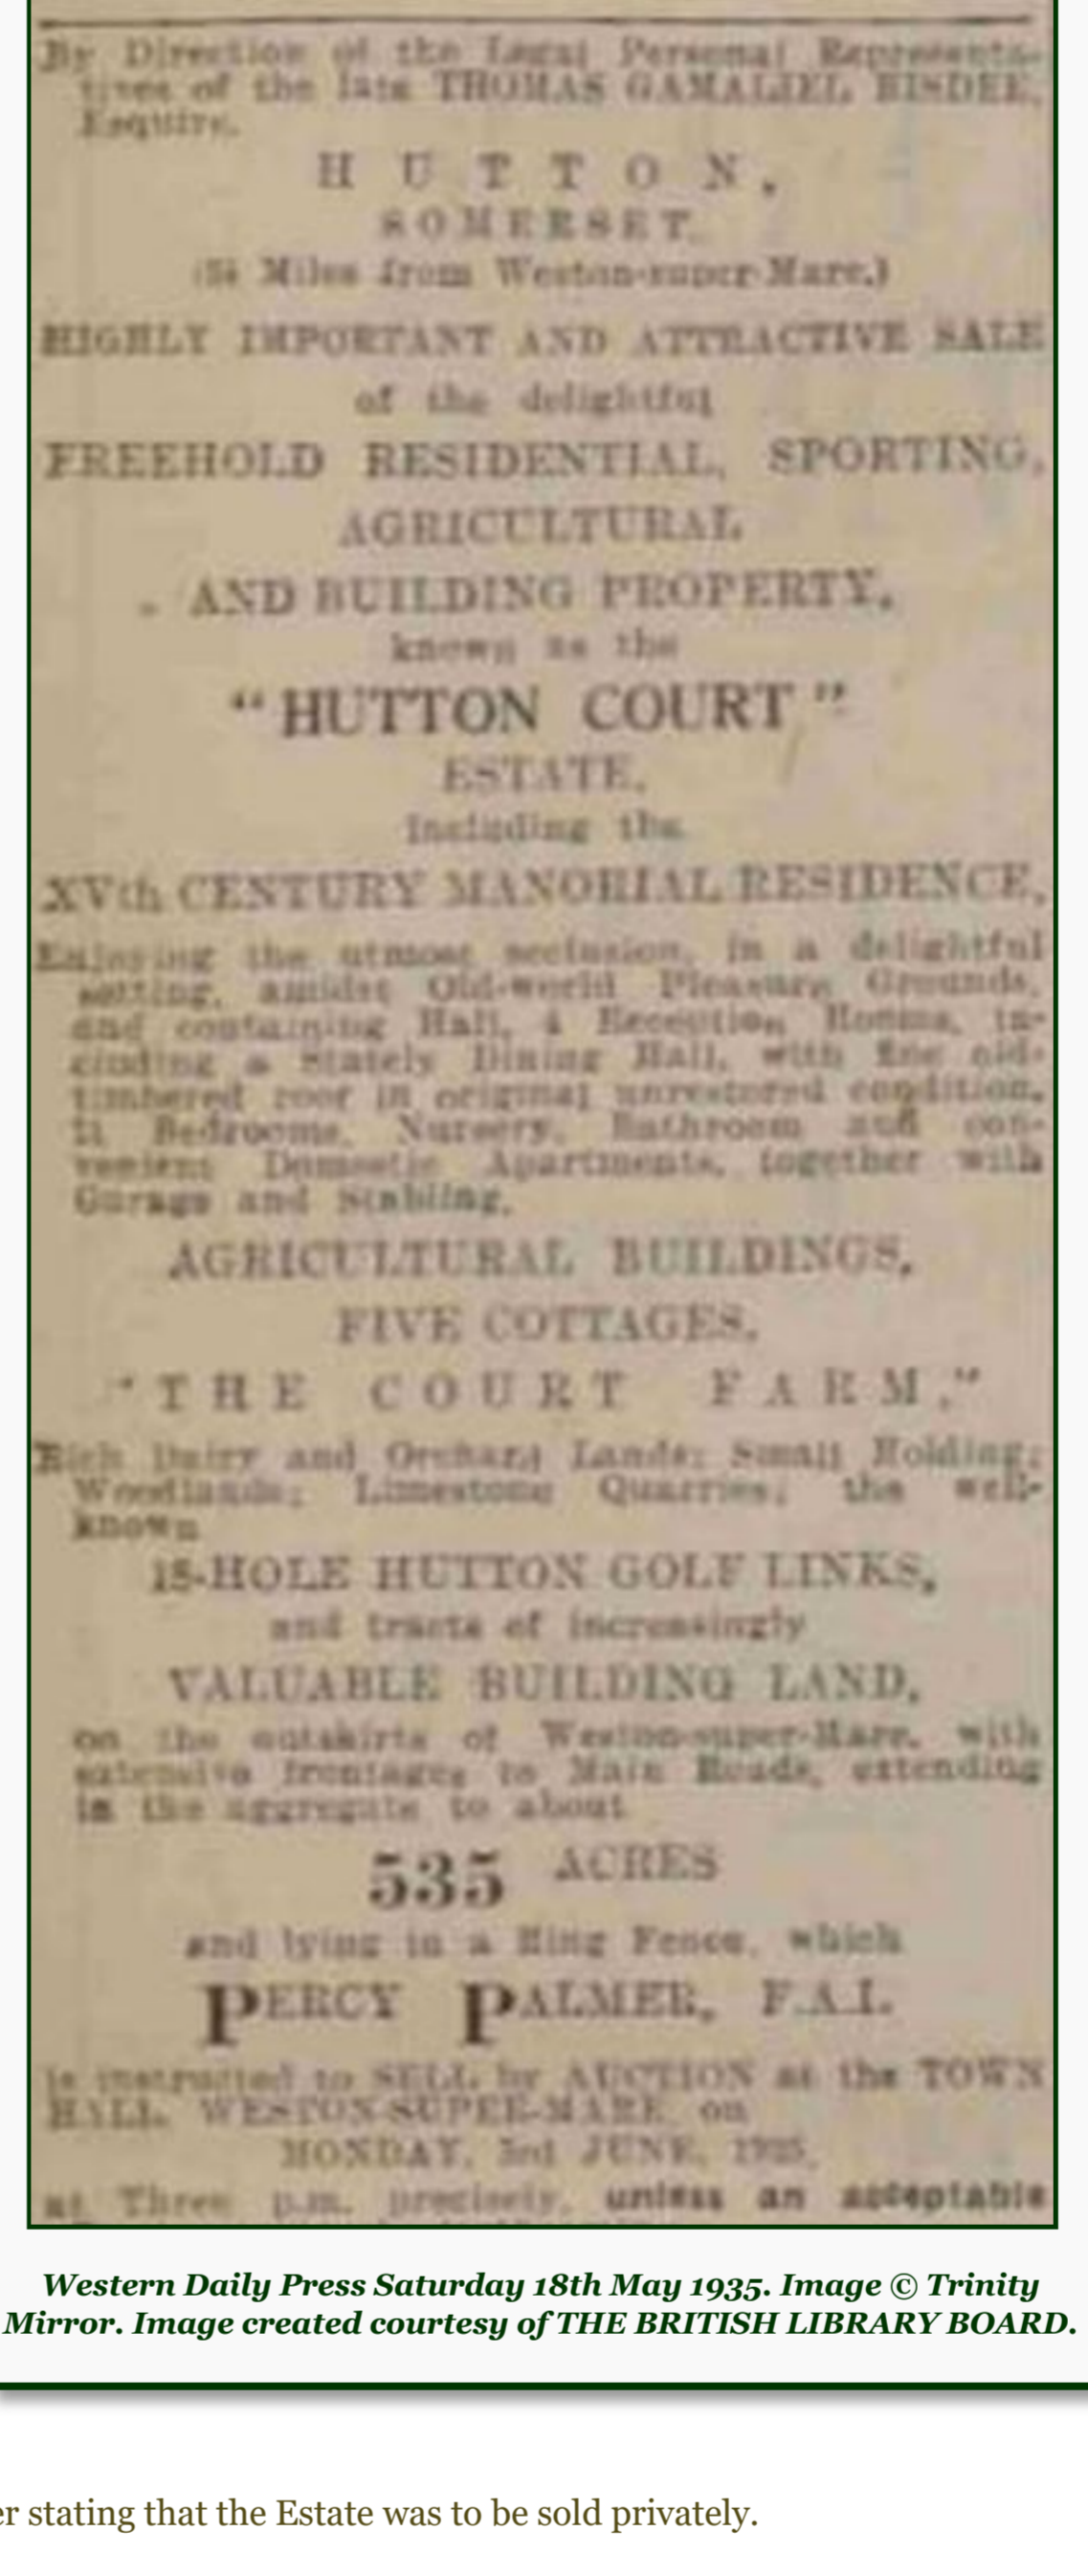 By Direction of the Legal Personal Representa-
tives of the late THOMAS GAMALIEL BISDEE,
Esquire.
H U T T O N ,
SOMERSET.
Miles from Weston-super-Mare.)
HIGHLY IMPORTANT AND ATTRACTIVE SALE
of the delightful
FREEHOLD RESIDENTIAL, SPORTING,
AGRICULTURAL
AND BUILDING PROPERTY,
known as the
"HUTTON COURT"
ESTATE,
including the
XVth CENTURY MANORIAL RESIDENCE,
Enjoying the utmost seclusion, in a delightful
setting, amidst Old-world Pleasure Grounds,
and containing Hall, 4 Reception Rooms, in-
cluding a Stately Dining Hall, with fine old-
timbered roof in original unrestored condition,
Bedrooms, Nursery, Bathroom and con-
venient Domestic Apartments, together with
Garage and Stabling.
AGRICULTURAL BUILDINGS,
FIVE COTTAGES,
"THE COURT FARM,"
Rich Dairy and Orchard Lands; Small Holding;
Woodlands; Limestone Quarries; the well-
known
18-HOLE HUTTON GOLF LINKS,
and tracts of increasingly
VALUABLE BUILDING LAND,
on the outskirts of Weston-super-Mare, with
extensive frontages to Main Roads, extending
in the aggregate to about
535 ACRES
and lying in a Ring Fence, which
PERCY PALMER, F.A.I.
is instructed to SELL by AUCTION at the TOWN
HALL, WESTON-SUPER-MARE, on
MONDAY, 3rd JUNE, 1935,
at Three p.m. precisely, unless an acceptable
Western Daily Press Saturday 18th May 1935. Image © Trinity
Mirror. Image created courtesy of THE BRITISH LIBRARY BOARD.
er stating that the Estate was to be sold privately.